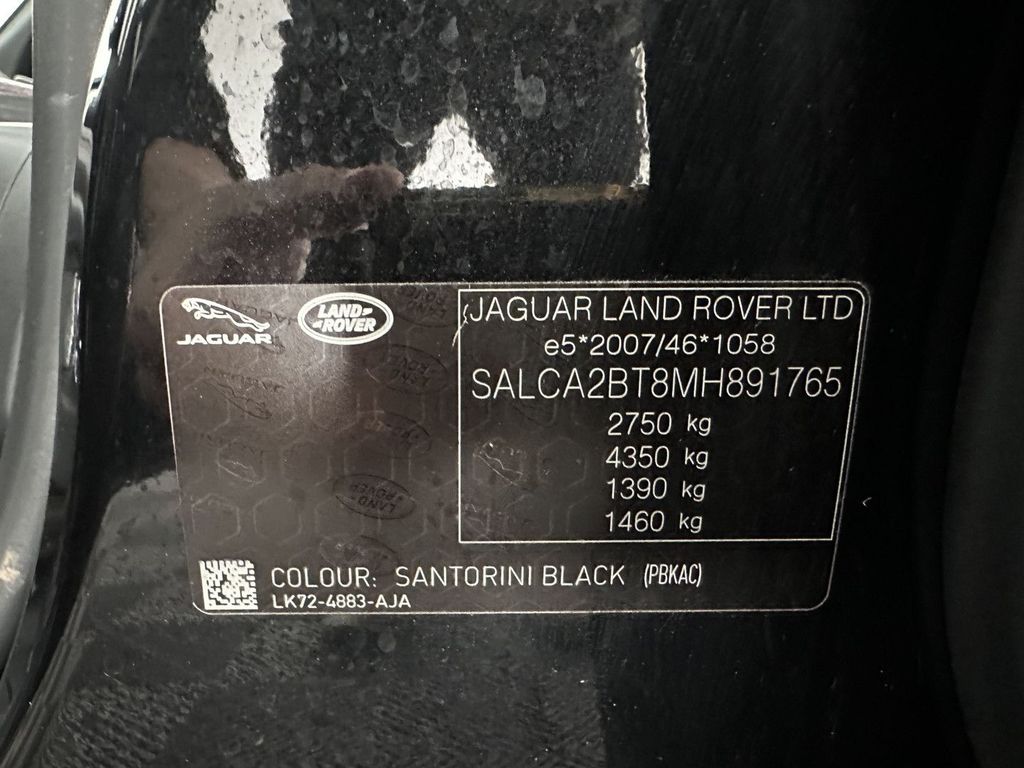 JAGUAR
LAND-
-ROVER
JAGUAR LAND ROVER LTD
e5*2007/46*1058
SALCA2BT8MH891765
2750 kg
4350 kg
1390 kg
1460 kg
COLOUR: SANTORINI BLACK (PBKAC)
LK72-4883-AJA